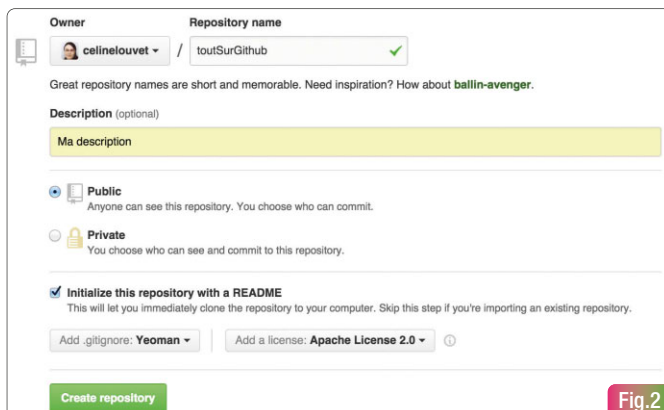 Owner Repository name
celinelouvet / toutSurGithub
Great repository names are short and memorable. Need inspiration? How about ballin-avenger.
Description (optional)
Ma description
Public
Anyone can see this repository. You choose who can commit.
Private
You choose who can see and commit to this repository.
Initialize this repository with a README
This will let you immediately clone the repository to your computer. Skip this step if you're importing an existing repository.
Add .gitignore: Yeoman Add a license: Apache License 2.0
Create repository
Fig.2